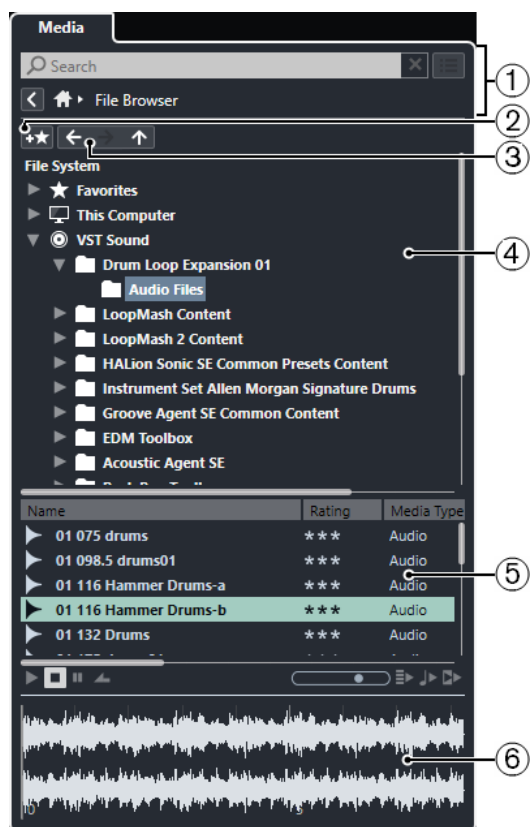 Media
Search
File Browser
File System
Favorites
This Computer
VST Sound
Drum Loop Expansion 01
Audio Files
LoopMash Content
LoopMash 2 Content
HALion Sonic SE Common Presets Content
Instrument Set Allen Morgan Signature Drums
Groove Agent SE Common Content
EDM Toolbox
Acoustic Agent SE
Name Rating Media Type
01 075 drums *** Audio
01 098.5 drums01 *** Audio
01 116 Hammer Drums-a *** Audio
01 116 Hammer Drums-b *** Audio
01 132 Drums *** Audio
0
1
2
3
4
5
6